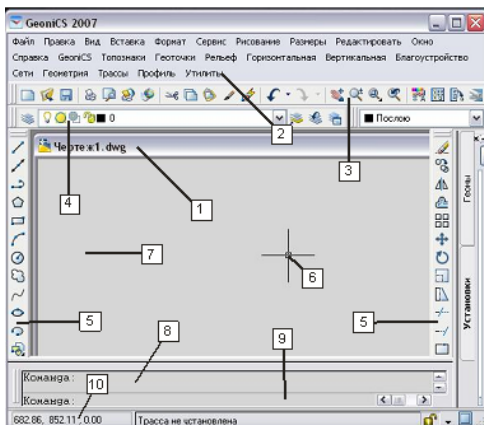 GeoniCS 2007
Файл Правка Вид Вставка Формат Сервис Рисование Размеры Редактировать Окно
Справка GeoniCS Топознаки Геоточки Рельеф Горизонтальная Вертикальная Благоустройство
Сети Геометрия Трассы Профиль Утилиты
2
3
0
Послою
4
Чертеж1.dwg
1
Геоны
7
6
Установки
5
5
8
9
Команда:
10
Команда:
682.86, 852.11, 0.00 Трасса не установлена